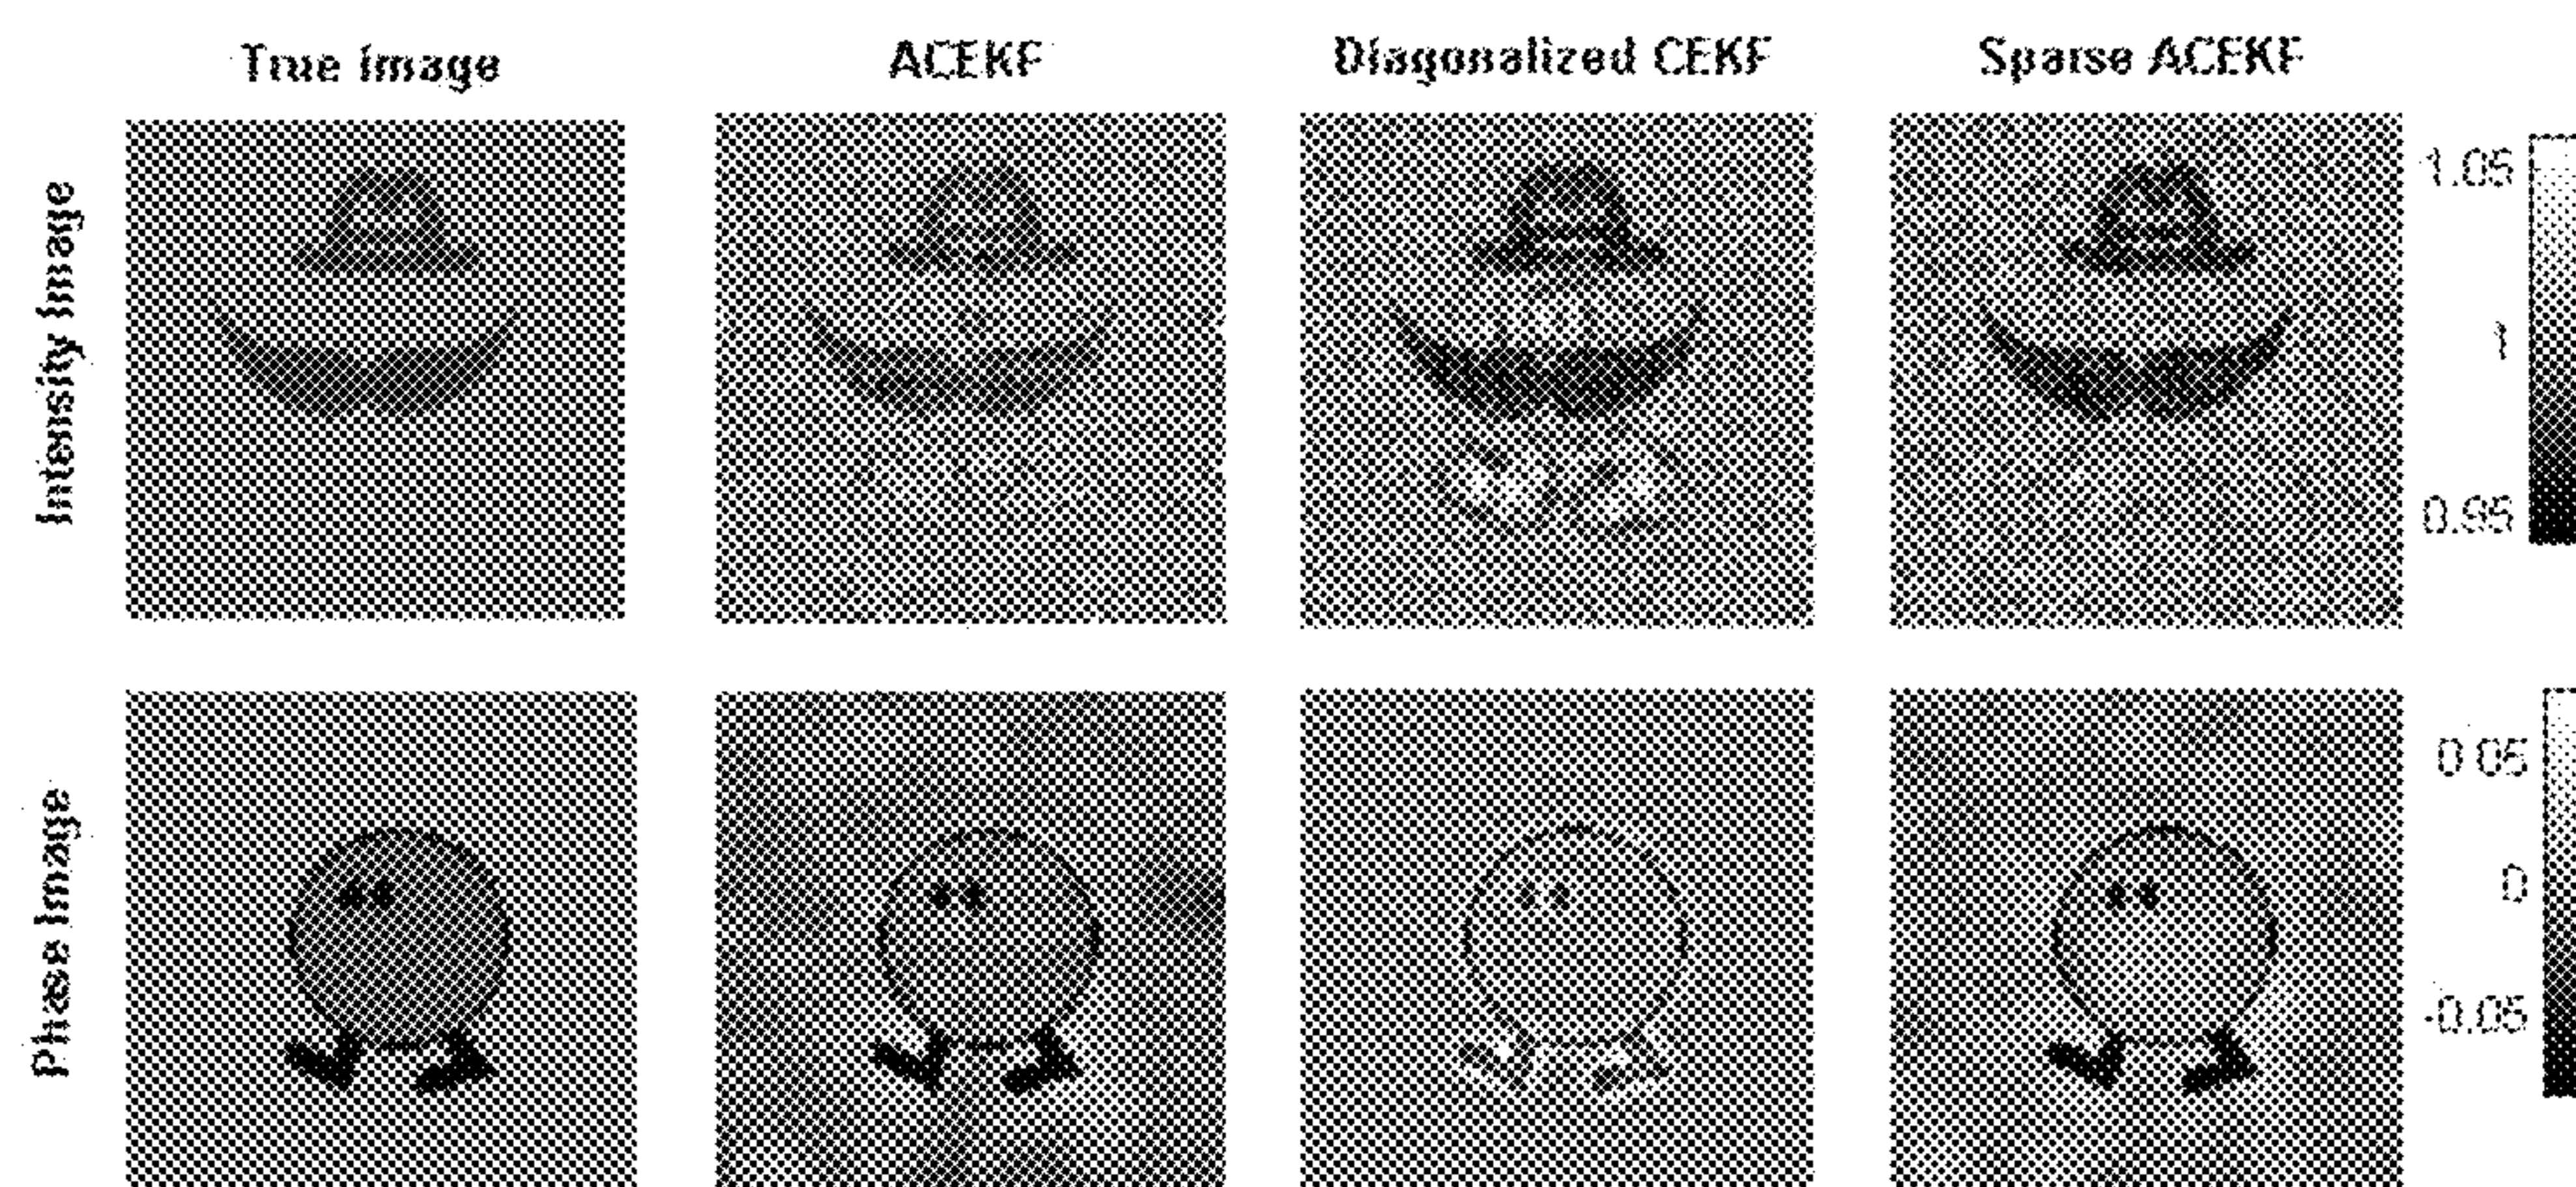 True Image
ACEKF
Diagonalized CEKF
Sparse ACEKF
Intensity Image
1.05
1
0.95
Phase Image
0.05
0
-0.05